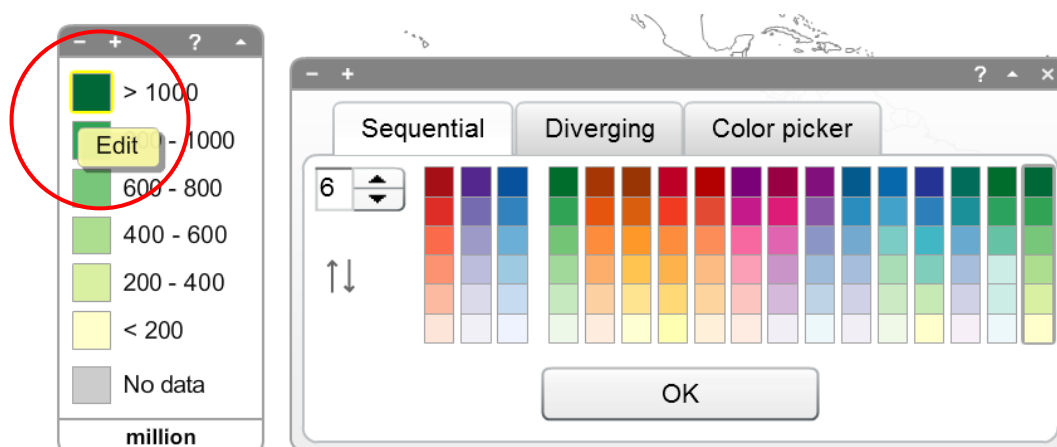 - + ?
> 1000
Edit - 1000
600 - 800
400 - 600
200 - 400
< 200
No data
million
- + ? ×
Sequential Diverging Color picker
6
OK